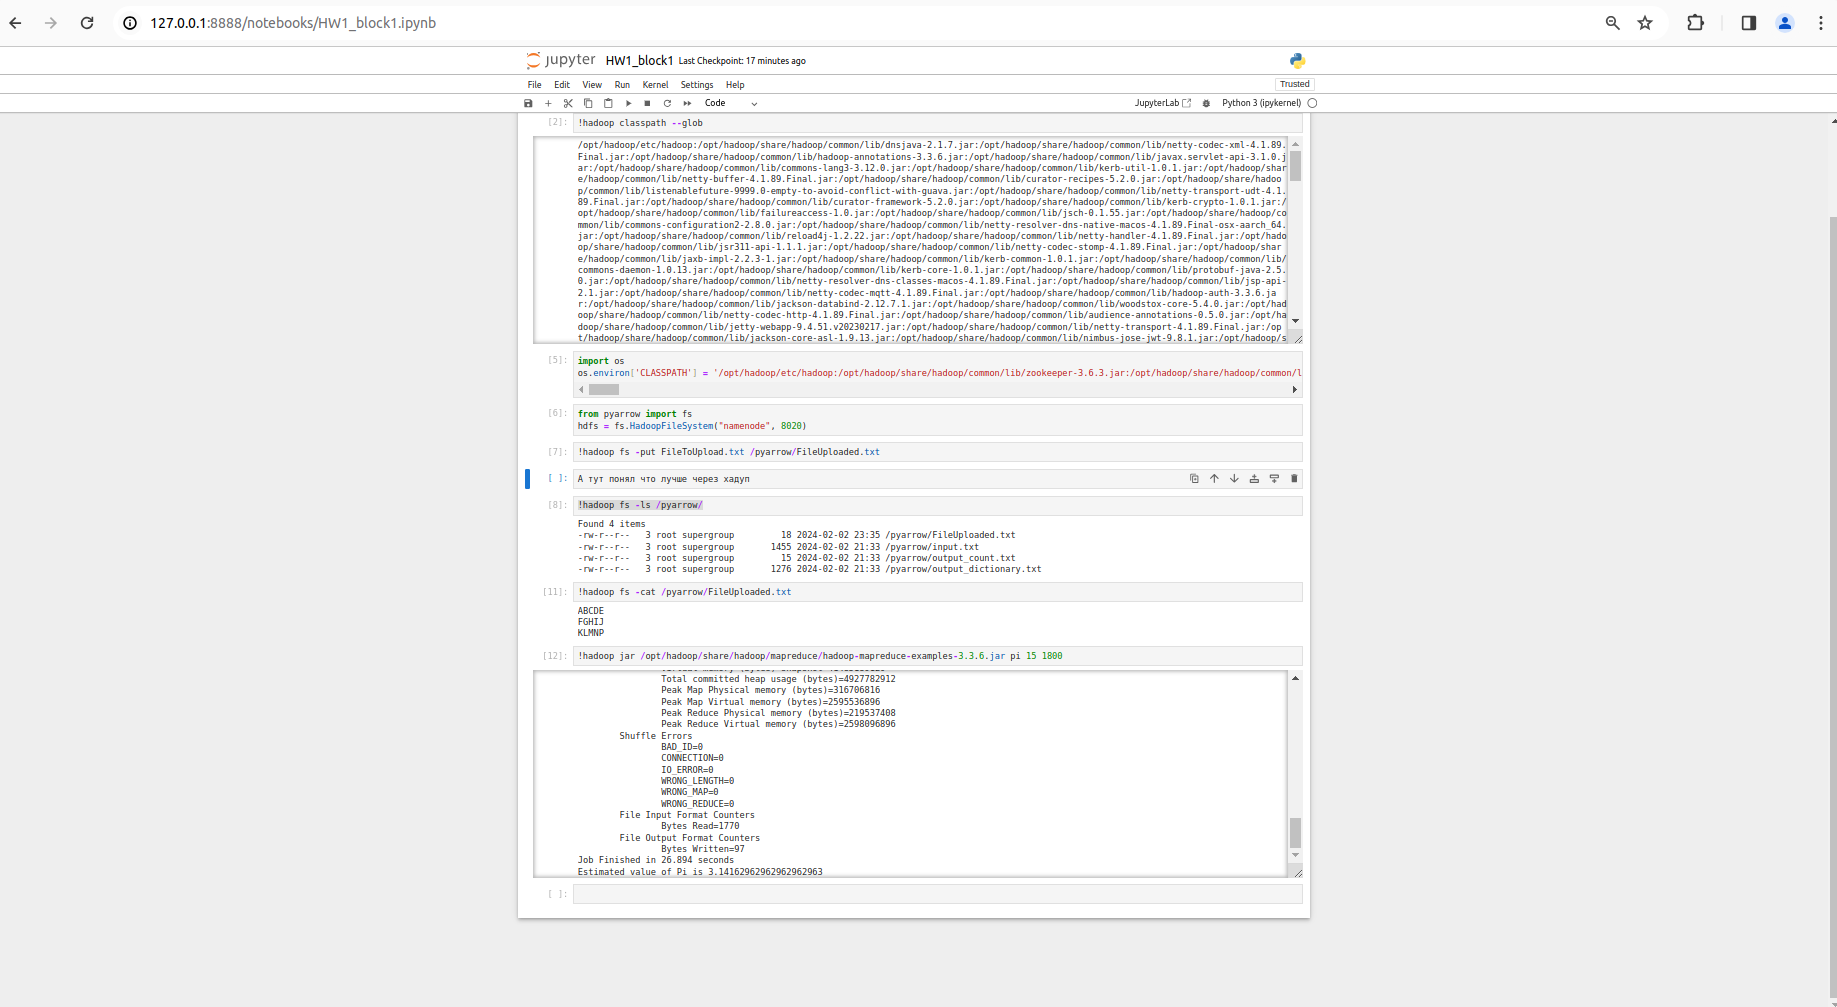 127.0.0.1:8888/notebooks/HW1_block1.ipynb
jupyter HW1_block1 Last Checkpoint: 17 minutes ago
File Edit View Run Kernel Settings Help Trusted
Code JupyterLab Python 3 (ipykernel)
[2]: !hadoop classpath --glob
/opt/hadoop/etc/hadoop:/opt/hadoop/share/hadoop/common/lib/dnsjava-2.1.7.jar:/opt/hadoop/share/hadoop/common/lib/netty-codec-xml-4.1.89.
Final.jar:/opt/hadoop/share/hadoop/common/lib/hadoop-annotations-3.3.6.jar:/opt/hadoop/share/hadoop/common/lib/javax.servlet-api-3.1.0.j
ar:/opt/hadoop/share/hadoop/common/lib/commons-lang3-3.12.0.jar:/opt/hadoop/share/hadoop/common/lib/kerb-util-1.0.1.jar:/opt/hadoop/shar
e/hadoop/common/lib/netty-buffer-4.1.89.Final.jar:/opt/hadoop/share/hadoop/common/lib/curator-recipes-5.2.0.jar:/opt/hadoop/share/hadoo
p/common/lib/listenablefuture-9999.0-empty-to-avoid-conflict-with-guava.jar:/opt/hadoop/share/hadoop/common/lib/netty-transport-udt-4.1.
89.Final.jar:/opt/hadoop/share/hadoop/common/lib/curator-framework-5.2.0.jar:/opt/hadoop/share/hadoop/common/lib/kerb-crypto-1.0.1.jar:/
opt/hadoop/share/hadoop/common/lib/failureaccess-1.0.jar:/opt/hadoop/share/hadoop/common/lib/jsch-0.1.55.jar:/opt/hadoop/share/hadoop/co
mmon/lib/commons-configuration2-2.8.0.jar:/opt/hadoop/share/hadoop/common/lib/netty-resolver-dns-native-macos-4.1.89.Final-osx-aarch_64.
jar:/opt/hadoop/share/hadoop/common/lib/reload4j-1.2.22.jar:/opt/hadoop/share/hadoop/common/lib/netty-handler-4.1.89.Final.jar:/opt/hado
op/share/hadoop/common/lib/jsr311-api-1.1.1.jar:/opt/hadoop/share/hadoop/common/lib/netty-codec-stomp-4.1.89.Final.jar:/opt/hadoop/shar
e/hadoop/common/lib/jaxb-impl-2.2.3-1.jar:/opt/hadoop/share/hadoop/common/lib/kerb-common-1.0.1.jar:/opt/hadoop/share/hadoop/common/lib/
commons-daemon-1.0.13.jar:/opt/hadoop/share/hadoop/common/lib/kerb-core-1.0.1.jar:/opt/hadoop/share/hadoop/common/lib/protobuf-java-2.5.
0.jar:/opt/hadoop/share/hadoop/common/lib/netty-resolver-dns-classes-macos-4.1.89.Final.jar:/opt/hadoop/share/hadoop/common/lib/jsp-api-
2.1.jar:/opt/hadoop/share/hadoop/common/lib/netty-codec-mqtt-4.1.89.Final.jar:/opt/hadoop/share/hadoop/common/lib/hadoop-auth-3.3.6.ja
r:/opt/hadoop/share/hadoop/common/lib/jackson-databind-2.12.7.1.jar:/opt/hadoop/share/hadoop/common/lib/woodstox-core-5.4.0.jar:/opt/had
oop/share/hadoop/common/lib/netty-codec-http-4.1.89.Final.jar:/opt/hadoop/share/hadoop/common/lib/audience-annotations-0.5.0.jar:/opt/ha
doop/share/hadoop/common/lib/jetty-webapp-9.4.51.v20230217.jar:/opt/hadoop/share/hadoop/common/lib/netty-transport-4.1.89.Final.jar:/op
t/hadoop/share/hadoop/common/lib/jackson-core-asl-1.9.13.jar:/opt/hadoop/share/hadoop/common/lib/nimbus-jose-jwt-9.8.1.jar:/opt/hadoop/s
[5]: import os
os.environ['CLASSPATH'] = '/opt/hadoop/etc/hadoop:/opt/hadoop/share/hadoop/common/lib/zookeeper-3.6.3.jar:/opt/hadoop/share/hadoop/common/l
[6]: from pyarrow import fs
hdfs = fs.HadoopFileSystem("namenode", 8020)
[7]: !hadoop fs -put FileToUpload.txt /pyarrow/FileUploaded.txt
[ ]: А тут понял что лучше через хадуп
[8]: !hadoop fs -ls /pyarrow/
Found 4 items
-rw-r--r-- 3 root supergroup 18 2024-02-02 23:35 /pyarrow/FileUploaded.txt
-rw-r--r-- 3 root supergroup 1455 2024-02-02 21:33 /pyarrow/input.txt
-rw-r--r-- 3 root supergroup 15 2024-02-02 21:33 /pyarrow/output_count.txt
-rw-r--r-- 3 root supergroup 1276 2024-02-02 21:33 /pyarrow/output_dictionary.txt
[11]: !hadoop fs -cat /pyarrow/FileUploaded.txt
ABCDE
FGHIJ
KLMNP
[12]: !hadoop jar /opt/hadoop/share/hadoop/mapreduce/hadoop-mapreduce-examples-3.3.6.jar pi 15 1800
Total committed heap usage (bytes)=4927782912
Peak Map Physical memory (bytes)=316706816
Peak Map Virtual memory (bytes)=2595536896
Peak Reduce Physical memory (bytes)=219537408
Peak Reduce Virtual memory (bytes)=2598096896
Shuffle Errors
BAD_ID=0
CONNECTION=0
IO_ERROR=0
WRONG_LENGTH=0
WRONG_MAP=0
WRONG_REDUCE=0
File Input Format Counters
Bytes Read=1770
File Output Format Counters
Bytes Written=97
Job Finished in 26.894 seconds
Estimated value of Pi is 3.14162962962962962963
[ ]: